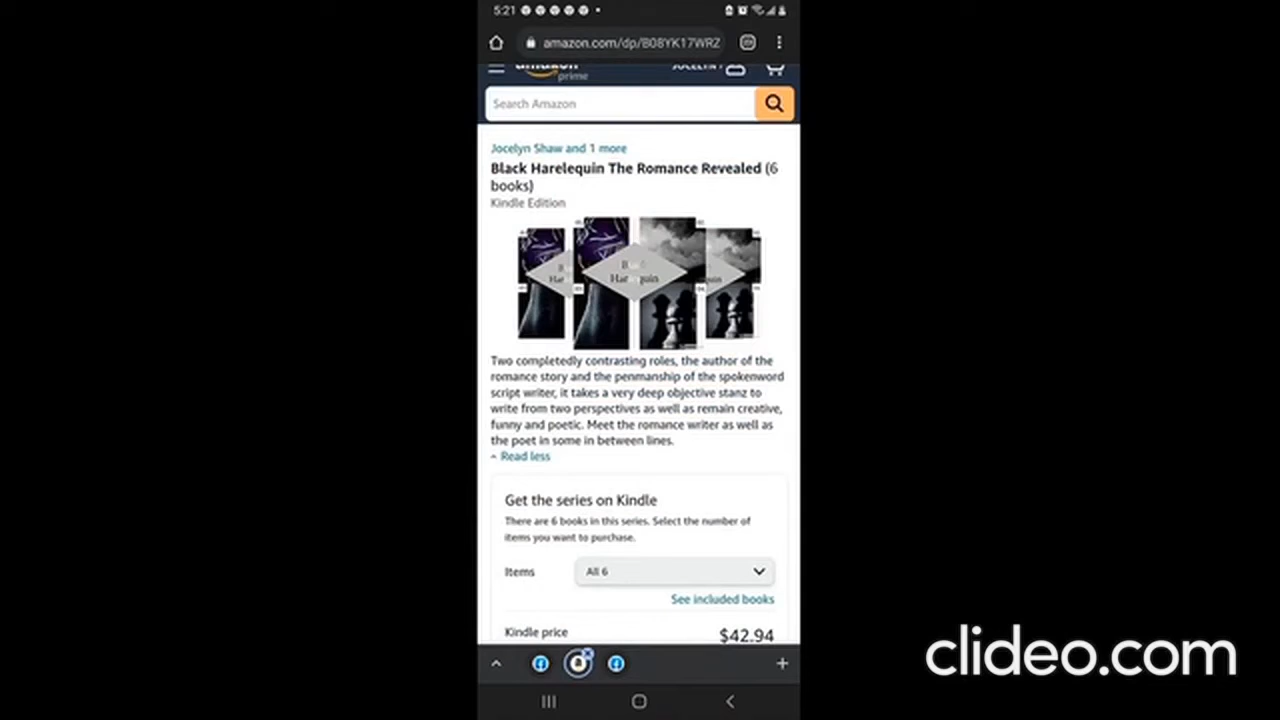 5:21
amazon.com/dp/B08YK17WRZ
amazon
prime
JOCELYN
Search Amazon
Jocelyn Shaw and 1 more
Black Harelequin The Romance Revealed (6
books)
Kindle Edition
Two completedly contrasting roles, the author of the
romance story and the penmanship of the spokenword
script writer, it takes a very deep objective stanz to
write from two perspectives as well as remain creative,
funny and poetic. Meet the romance writer as well as
the poet in some in between lines.
Read less
Get the series on Kindle
There are 6 books in this series. Select the number of
items you want to purchase.
Items All 6
See included books
Kindle price $42.94
clideo.com